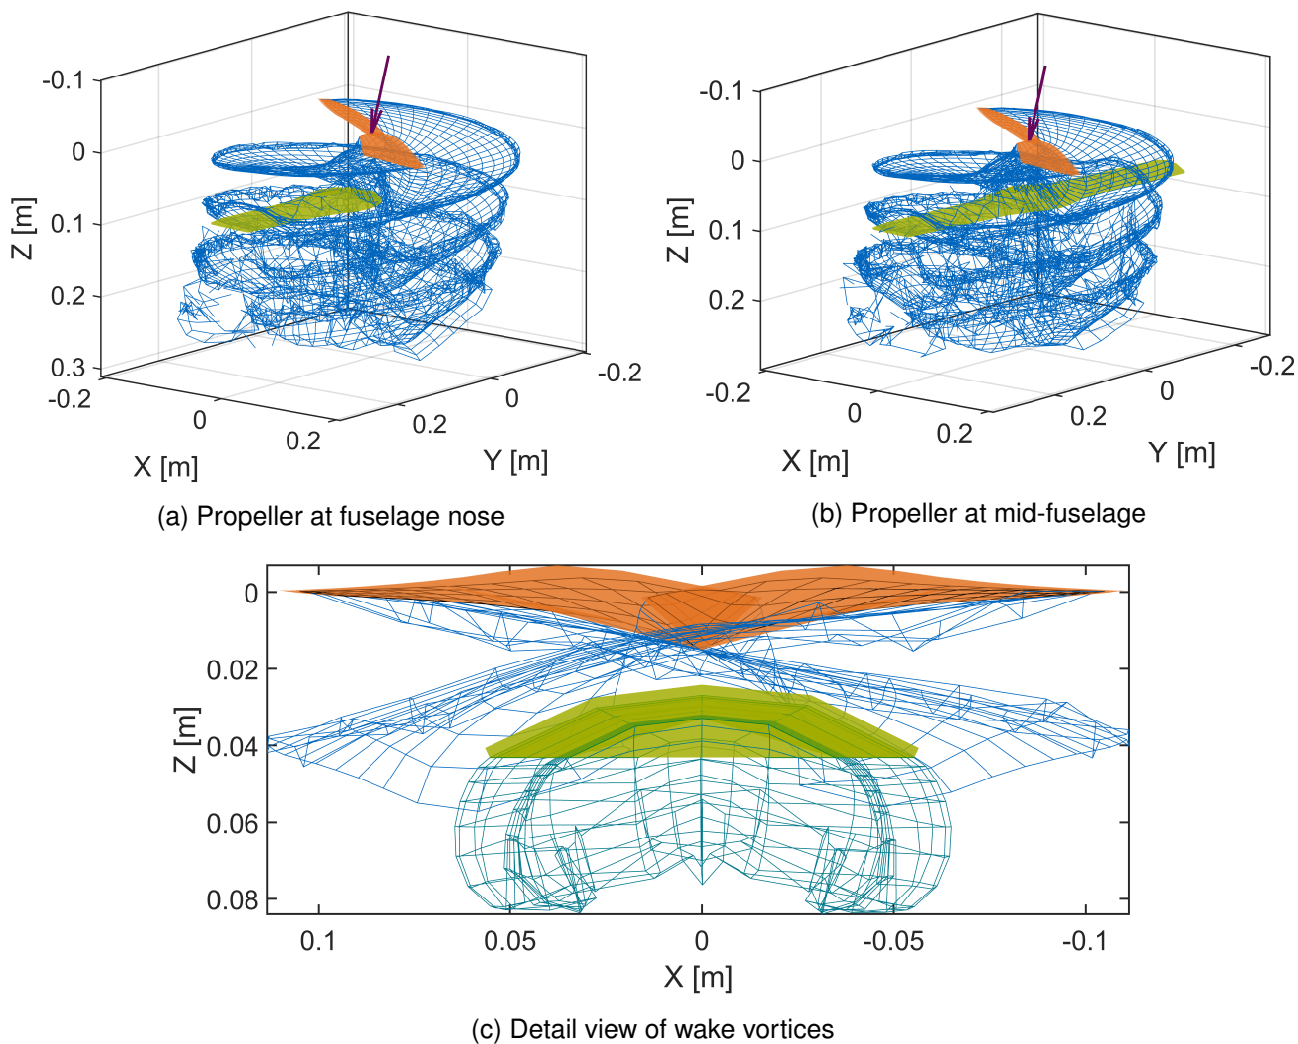 -0.1
0
0.1
0.2
0.3
Z [m]
-0.2
0
0.2
X [m]
0.2
0
-0.2
Y [m]
(a) Propeller at fuselage nose
-0.1
0
0.1
0.2
Z [m]
-0.2
0
0.2
X [m]
0.2
0
-0.2
Y [m]
(b) Propeller at mid-fuselage
0
0.02
0.04
0.06
0.08
Z [m]
0.1 0.05 0 -0.05 -0.1
X [m]
(c) Detail view of wake vortices